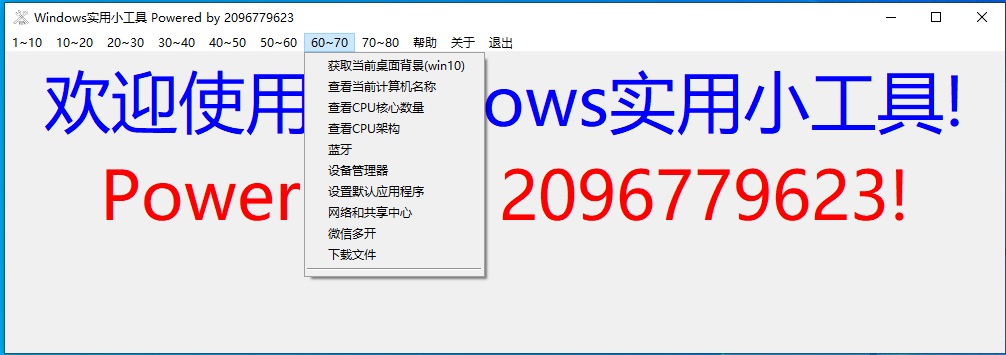 Windows实用小工具 Powered by 2096779623
1~10 10~20 20~30 30~40 40~50 50~60 60~70 70~80 帮助 关于 退出
获取当前桌面背景(win10)
查看当前计算机名称
查看CPU核心数量
查看CPU架构
蓝牙
设备管理器
设置默认应用程序
网络和共享中心
微信多开
下载文件
欢迎使用 ows实用小工具!
Power 2096779623!